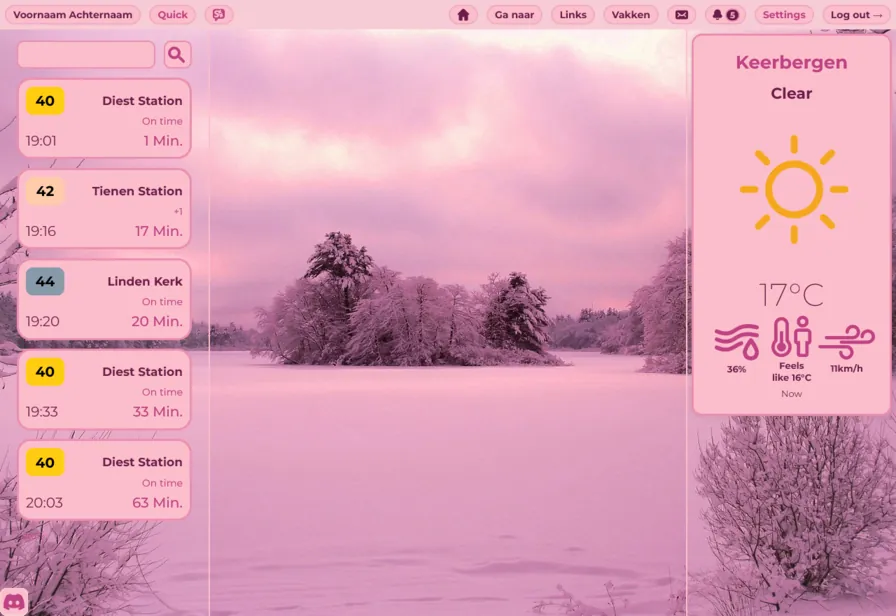 Voornaam Achternaam
Quick
Ga naar
Links
Vakken
5
Settings
Log out →
40
Diest Station
On time
19:01
1 Min.
42
Tienen Station
+1
19:16
17 Min.
44
Linden Kerk
On time
19:20
20 Min.
40
Diest Station
On time
19:33
33 Min.
40
Diest Station
On time
20:03
63 Min.
Keerbergen
Clear
17°C
36%
Feels
like 16°C
11km/h
Now